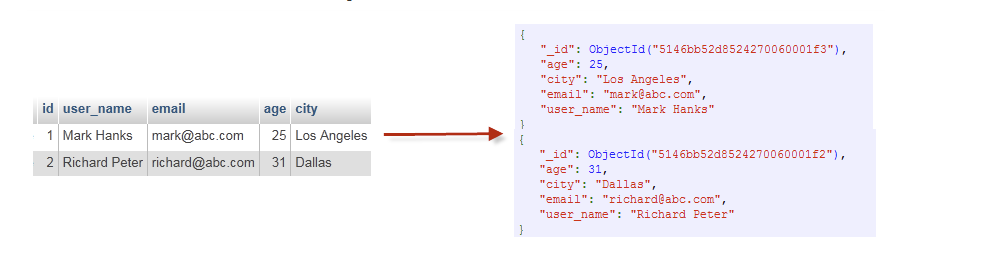 id user_name email age city
1 Mark Hanks mark@abc.com 25 Los Angeles
2 Richard Peter richard@abc.com 31 Dallas
{
"_id": ObjectId("5146bb52d8524270060001f3"),
"age": 25,
"city": "Los Angeles",
"email": "mark@abc.com",
"user_name": "Mark Hanks"
}
{
"_id": ObjectId("5146bb52d8524270060001f2"),
"age": 31,
"city": "Dallas",
"email": "richard@abc.com",
"user_name": "Richard Peter"
}